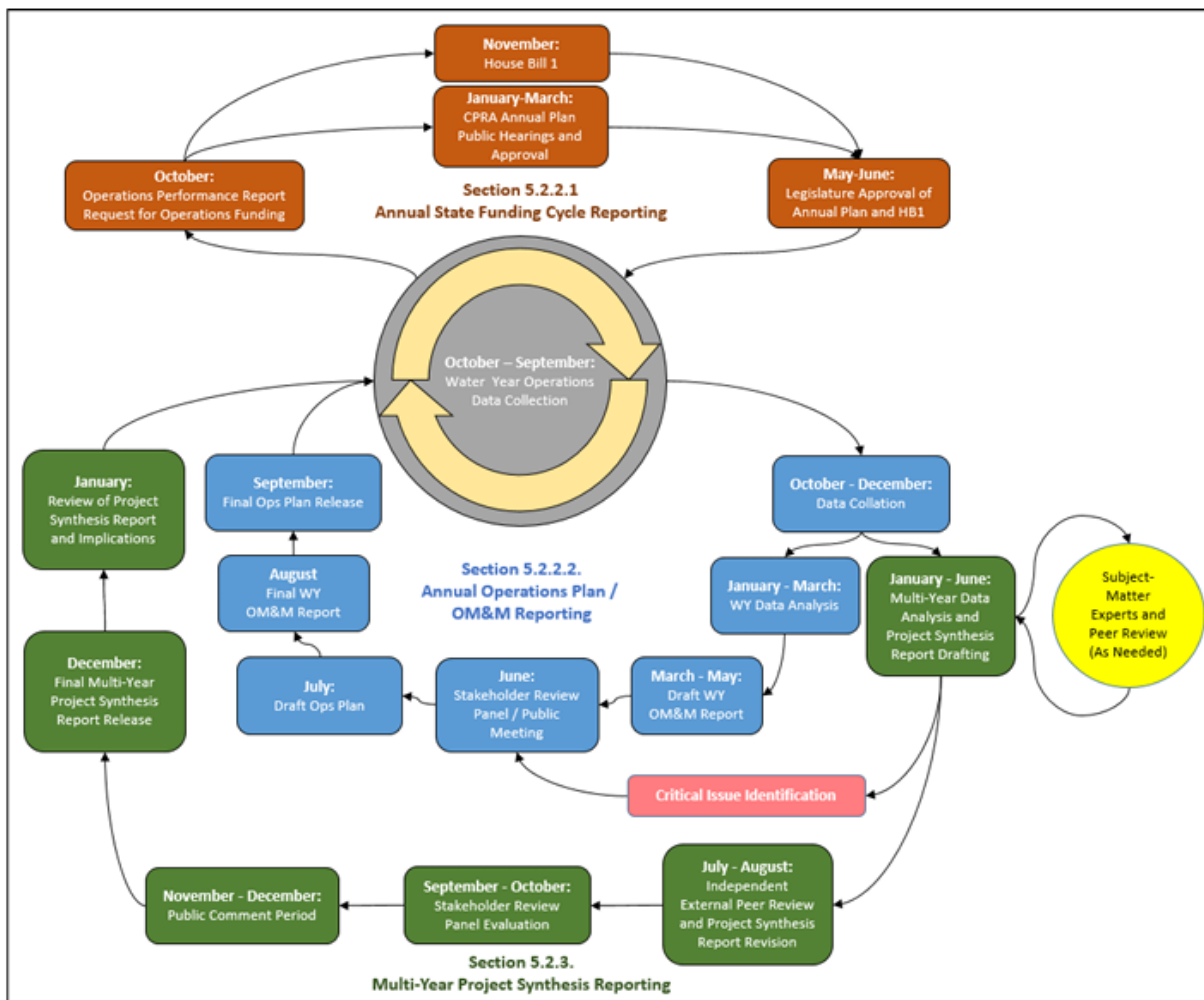 November:
House Bill 1
January-March:
CPRA Annual Plan
Public Hearings and
Approval
October:
Operations Performance Report
Request for Operations Funding
May-June:
Legislature Approval of
Annual Plan and HB1
Section 5.2.2.1
Annual State Funding Cycle Reporting
October – September:
Water Year Operations
Data Collection
January:
Review of Project
Synthesis Report
and Implications
September:
Final Ops Plan Release
October - December:
Data Collation
August
Final WY
OM&M Report
Section 5.2.2.2.
Annual Operations Plan /
OM&M Reporting
January - March:
WY Data Analysis
January - June:
Multi-Year Data
Analysis and
Project Synthesis
Report Drafting
Subject-
Matter
Experts and
Peer Review
(As Needed)
December:
Final Multi-Year
Project Synthesis
Report Release
July:
Draft Ops Plan
June:
Stakeholder Review
Panel / Public
Meeting
March - May:
Draft WY
OM&M Report
Critical Issue Identification
November - December:
Public Comment Period
September - October:
Stakeholder Review
Panel Evaluation
July - August:
Independent
External Peer Review
and Project Synthesis
Report Revision
Section 5.2.3.
Multi-Year Project Synthesis Reporting